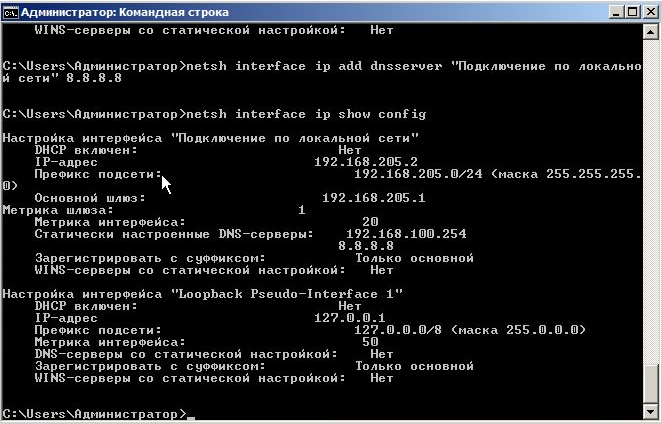 Администратор: Командная строка
WINS-серверы со статической настройкой: Нет
C:\Users\Администратор>netsh interface ip add dnsserver "Подключение по локально
й сети" 8.8.8.8
C:\Users\Администратор>netsh interface ip show config
Настройка интерфейса "Подключение по локальной сети"
DHCP включен: Нет
IP-адрес 192.168.205.2
Префикс подсети: 192.168.205.0/24 (маска 255.255.255.
0)
Основной шлюз: 192.168.205.1
Метрика шлюза: 1
Метрика интерфейса: 20
Статически настроенные DNS-серверы: 192.168.100.254
8.8.8.8
Зарегистрировать с суффиксом: Только основной
WINS-серверы со статической настройкой: Нет
Настройка интерфейса "Loopback Pseudo-Interface 1"
DHCP включен: Нет
IP-адрес 127.0.0.1
Префикс подсети: 127.0.0.0/8 (маска 255.0.0.0)
Метрика интерфейса: 50
DNS-серверы со статической настройкой: Нет
Зарегистрировать с суффиксом: Только основной
WINS-серверы со статической настройкой: Нет
C:\Users\Администратор>_